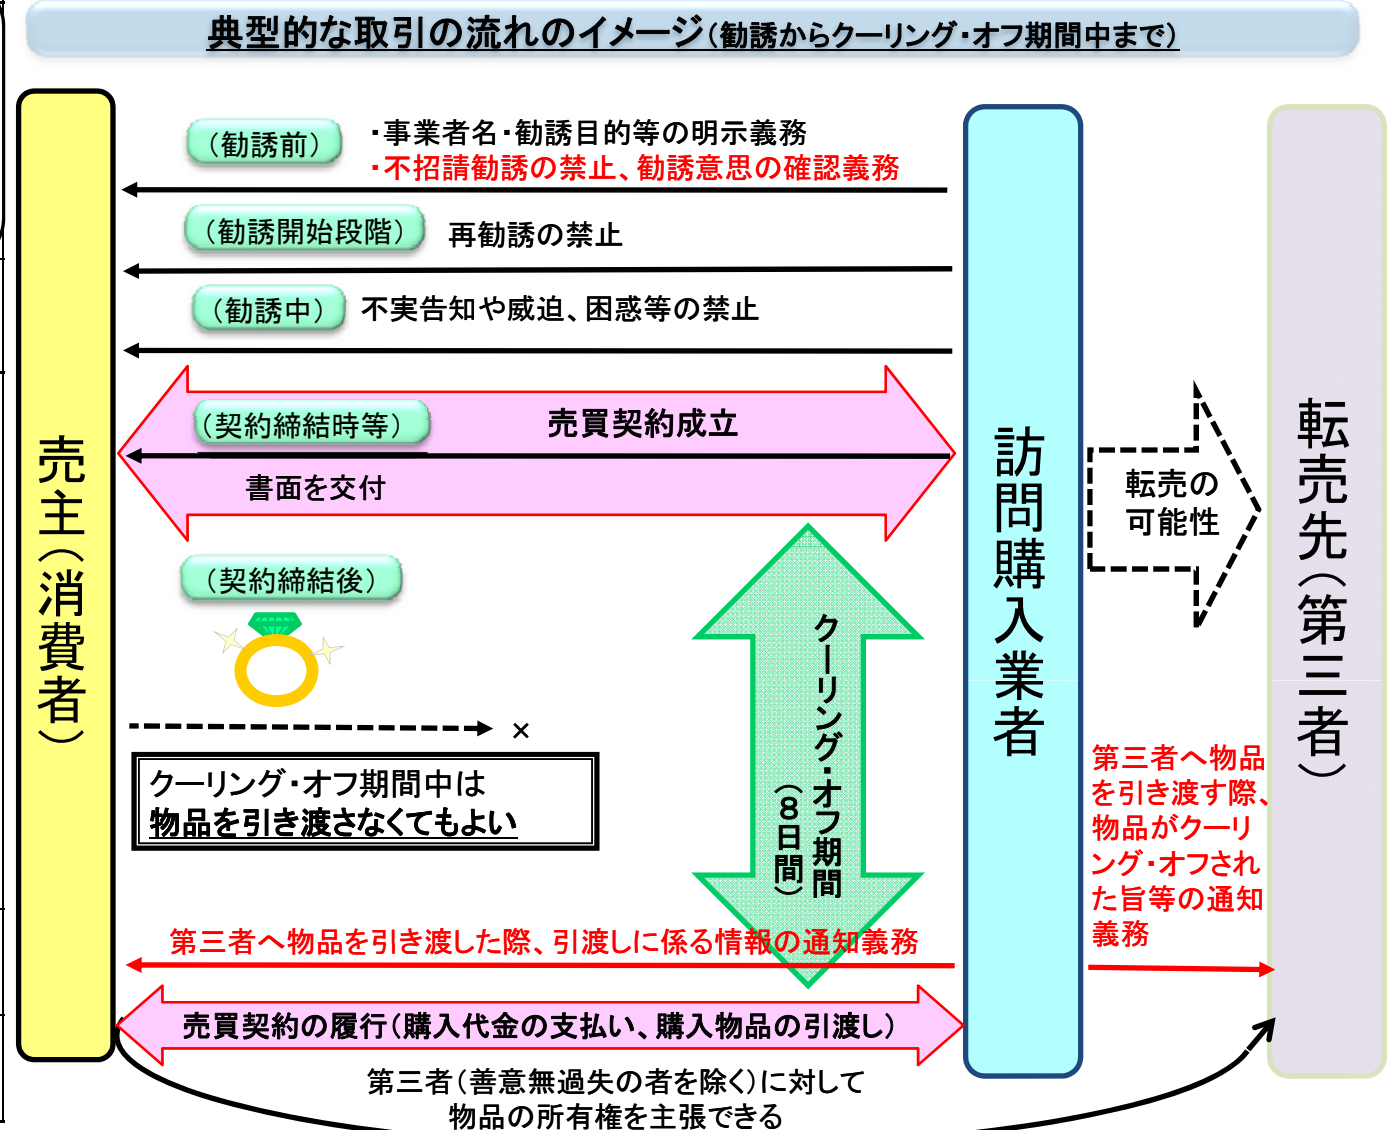 典型的な取引の流れのイメージ（勧誘からクーリング・オフ期間中まで）
売主（消費者）
（勧誘前）
・事業者名・勧誘目的等の明示義務
・不招請勧誘の禁止、勧誘意思の確認義務
（勧誘開始段階）
再勧誘の禁止
（勧誘中）
不実告知や威迫、困惑等の禁止
（契約締結時等）
売買契約成立
書面を交付
（契約締結後）
×
クーリング・オフ期間中は
物品を引き渡さなくてもよい
クーリング・オフ期間
（８日間）
第三者へ物品を引き渡した際、引渡しに係る情報の通知義務
売買契約の履行（購入代金の支払い、購入物品の引渡し）
第三者（善意無過失の者を除く）に対して
物品の所有権を主張できる
訪問購入業者
転売の
可能性
第三者へ物品
を引き渡す際、
物品がクーリ
ング・オフされ
た旨等の通知
義務
転売先（第三者）